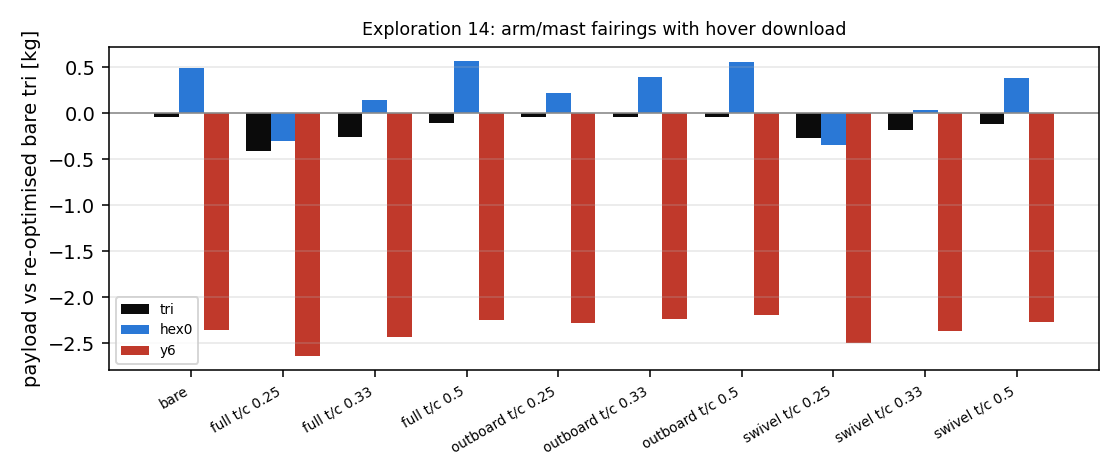 Exploration 14: arm/mast fairings with hover download
payload vs re-optimised bare tri [kg]
0.5
0.0
−0.5
−1.0
−1.5
−2.0
−2.5
tri
hex0
y6
bare
full t/c 0.25
full t/c 0.33
full t/c 0.5
outboard t/c 0.25
outboard t/c 0.33
outboard t/c 0.5
swivel t/c 0.25
swivel t/c 0.33
swivel t/c 0.5